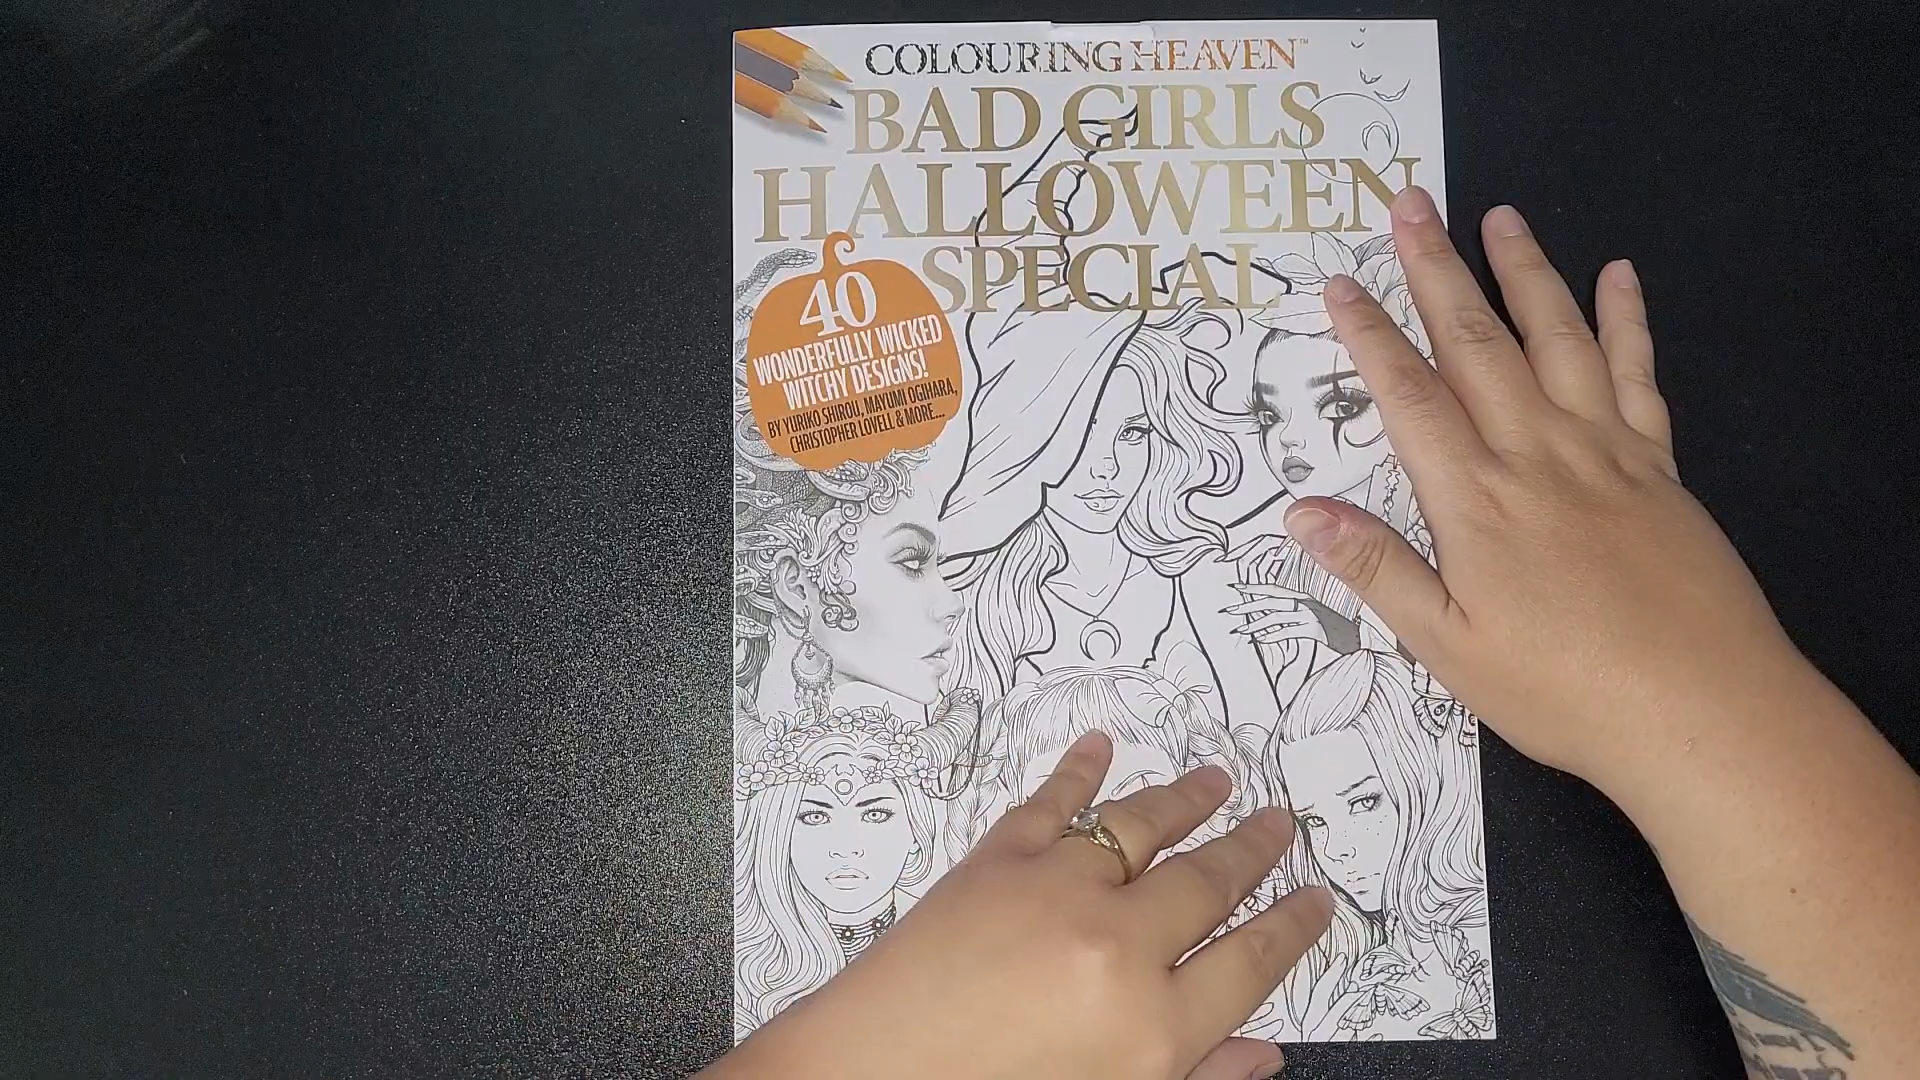 COLOURING HEAVEN™
BAD GIRLS
HALLOWEEN
SPECIAL
40
WONDERFULLY WICKED
WITCHY DESIGNS!
BY YURIKO SHIROU, MAYUMI OGIHARA,
CHRISTOPHER LOVELL & MORE...